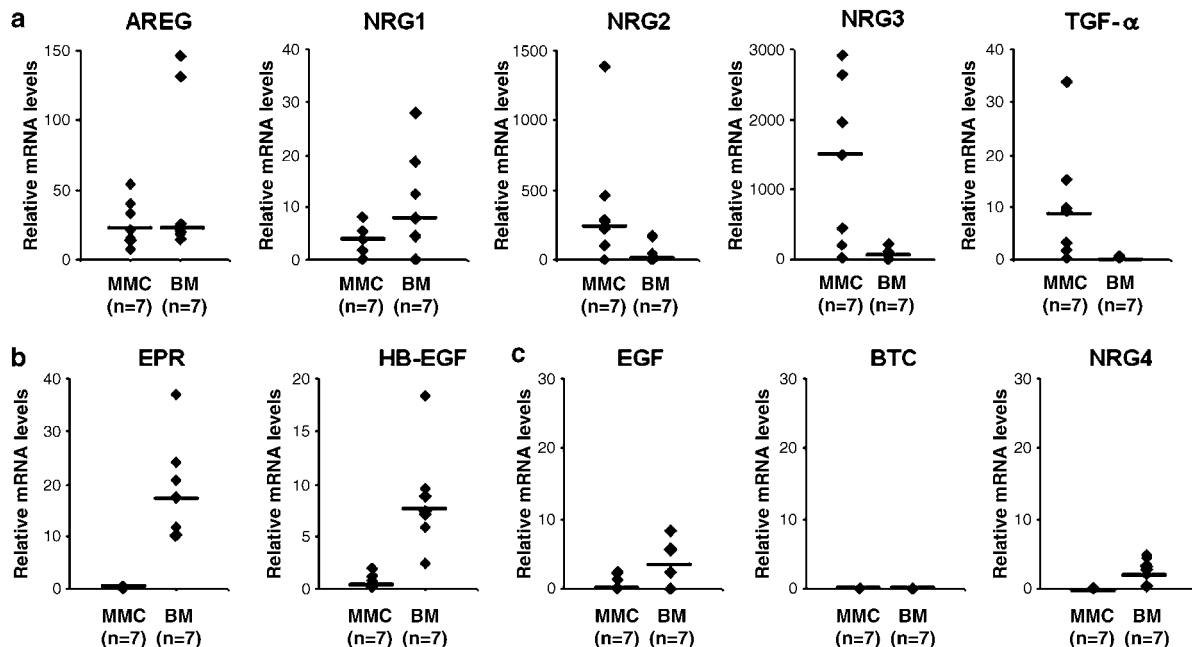 a
AREG
NRG1
NRG2
NRG3
TGF-α
Relative mRNA levels
150
100
50
0
MMC BM
(n=7) (n=7)
Relative mRNA levels
40
30
20
10
0
MMC BM
(n=7) (n=7)
Relative mRNA levels
1500
1000
500
0
MMC BM
(n=7) (n=7)
Relative mRNA levels
3000
2000
1000
0
MMC BM
(n=7) (n=7)
Relative mRNA levels
40
30
20
10
0
MMC BM
(n=7) (n=7)
b
EPR
HB-EGF
c
EGF
BTC
NRG4
Relative mRNA levels
40
30
20
10
0
MMC BM
(n=7) (n=7)
Relative mRNA levels
20
15
10
5
0
MMC BM
(n=7) (n=7)
Relative mRNA levels
30
20
10
0
MMC BM
(n=7) (n=7)
Relative mRNA levels
30
20
10
0
MMC BM
(n=7) (n=7)
Relative mRNA levels
30
20
10
0
MMC BM
(n=7) (n=7)